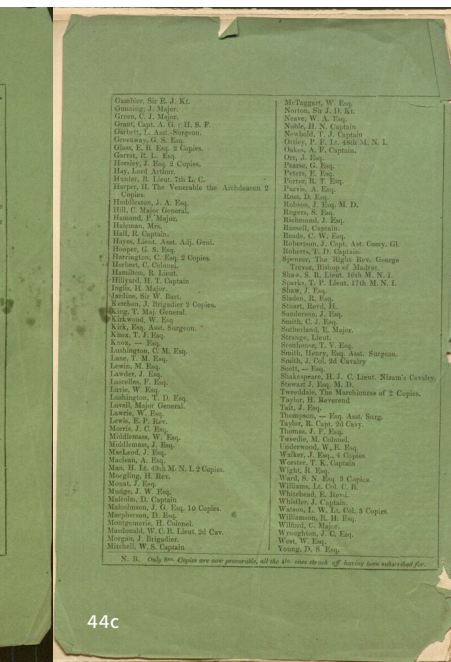 Gambier, Sir E. J. Kt.
Gunning, J. Major.
Green, C. J. Major.
Grant, Capt. A. G.; H. S. F.
Garbett, L. Asst.-Surgeon.
Greenway, G. S. Esq.
Glass, E. B. Esq. 2 Copies.
Garrat, R. L. Esq.
Horsley, J. Esq. 2 Copies.
Hay, Lord Arthur.
Hunter, R. Lieut. 7th L. C.
Harper, H. The Venerable the Archdeacon 2
Copies.
Huddleston, J. A. Esq.
Hill, C. Major General.
Hamond, P. Major.
Haleman, Mrs.
Hall, R. Captain.
Hayes, Lieut. Asst. Adj. Genl.
Hooper, G. S. Esq.
Harrington, C. Esq. 2 Copies.
Herbert, C. Colonel.
Hamilton, R. Lieut.
Hillyard, H. T. Captain
Inglis, H. Major.
Jardine, Sir W. Bart.
Ketchen, J. Brigadier 2 Copies.
King, T. Maj. General.
Kirkwood, W. Esq
Kirk, Esq. Asst. Surgeon.
Knox, T. J. Esq.
Knox, — Esq.
Lushington, C. M. Esq.
Lane, T. M. Esq.
Lewin, M. Esq.
Lawder, J. Esq.
Lascelles, F. Esq.
W. Esq.
Lushington, T. D. Esq.
Lovell, Major General.
Lawrie, W. Esq.
Lewis, E. P. Rev.
Morris, J. C. Esq.
Middlemass, W. Esq.
Middlemass, J. Esq.
MacLeod, J. Esq.
Maclean, A. Esq.
Man, H. Lt. 49th M. N. I. 2 Copies.
Moegling, H. Rev.
Mouat, J. Esq.
Mudge, J. W. Esq.
Malcolm, D. Captain
Malcolmson, J. G. Esq. 10 Copies.
Macpherson, D. Esq.
Montgomerie, H. Colonel.
Macdonald, W. C. R. Lieut. 2d Cav.
Morgan, J. Brigadier.
Mitchell, W. S. Captain
McTaggart, W. Esq.
Norton, Sir J. D. Kt.
Neave, W. A. Esq.
Noble, H. N. Captain
Newbold, T. J. Captain
Ottley, P. F. Lt. 48th M. N. I.
Oakes, A. F. Captain.
Orr, J. Esq.
Pearse, G. Esq.
Peters, E. Esq.
Porter, R. T. Esq.
Purvis, A. Esq.
Rose, D. Esq.
Robson, J. Esq. M. D.
Rogers, S. Esq.
Richmond, J. Esq.
Russell, Captain.
Reade, C. W. Esq.
Robertson, J. Capt. Act. Comy. Gl.
Roberts, T. D. Captain.
Spencer, The Right Rev. George
Trevor, Bishop of Madras.
Shaw, S. R. Lieut. 16th M. N. I.
Sparks, T. P. Lieut. 17th M. N. I.
Shaw, J Esq.
Sladen, R. Esq.
Stuart, Revd. H.
Sanderson, J. Esq.
Smith, C. J. Esq.
Sutherland, E. Major.
Strange, Lieut.
Stonhouse, T. V. Esq.
Smith, Henry, Esq. Asst. Surgeon.
Smith, J. Col. 2d Cavalry
Scott, — Esq.
Shakespeare, H. J. C. Lieut. Nizam's Cavalry.
Stewart J. Esq. M. D.
Tweeddale, The Marchioness of 2 Copies.
Taylor, H. Reverend
Tait, J. Esq.
Thompson, — Esq. Asst. Surg.
Taylor, R. Capt. 2d Cavy.
Thomas, J. F. Esq.
Tweedie, M. Colonel.
Underwood, W. E. Esq.
Walker, J. Esq., 4 Copies
Worster, T. K. Captain
Wight, R. Esq.
Ward, S. N. Esq. 3 Copies
Williams, Lt. Col. C. B.
Whitehead, E. Revd.
Whistler, J. Captain.
Watson, L. W. Lt. Col. 3 Copies
Williamson, R. H. Esq.
Wilford, C. Major.
Wroughton, J. C. Esq.
West, W. Esq.
Young, D. S. Esq.
N. B. Only 8vo. Copies are now procurable, all the 4to. ones struck off having been subscribed for.
44c